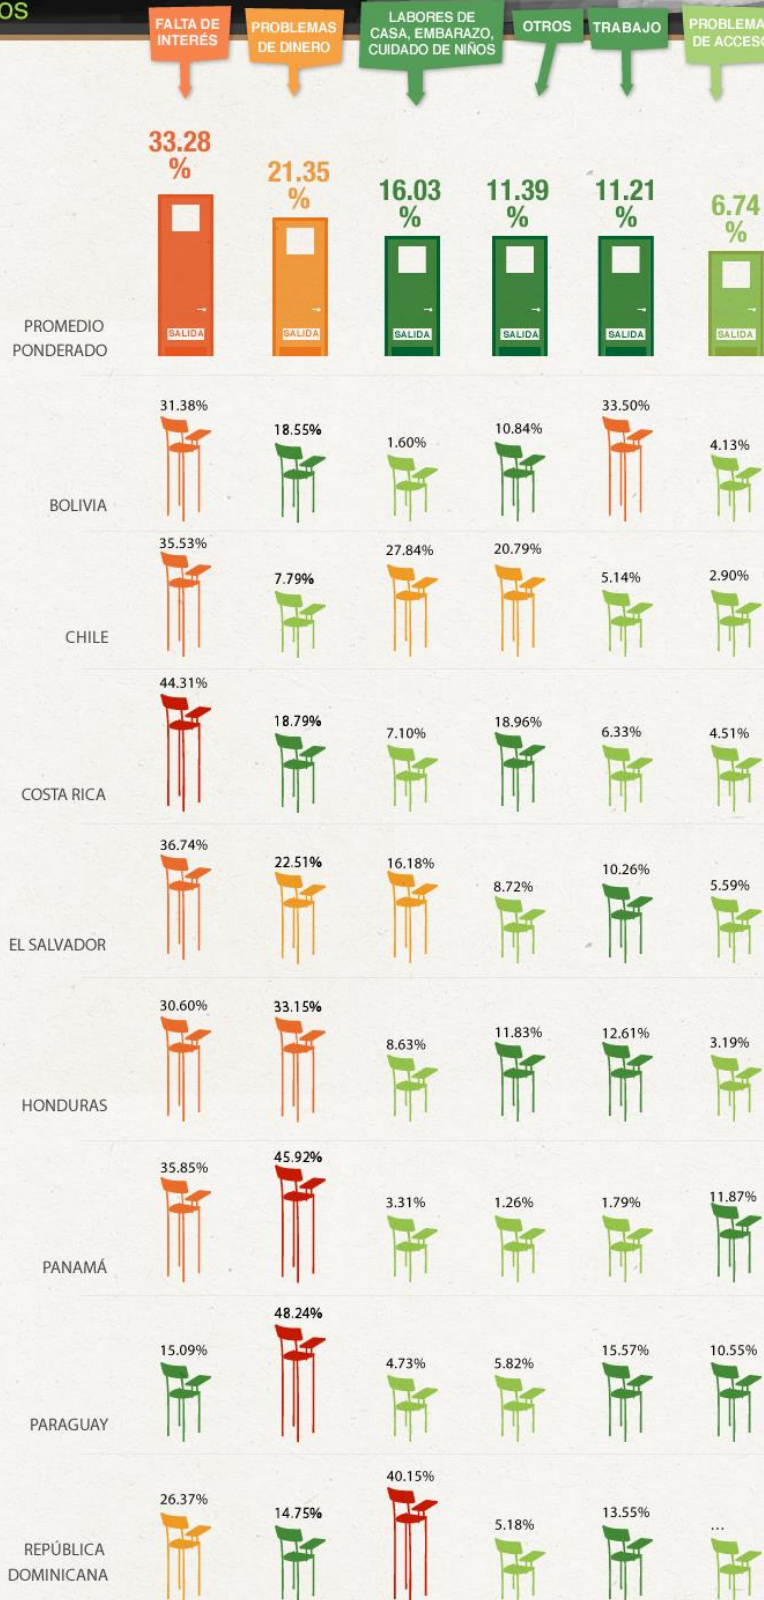 OS
FALTA DE
INTERÉS
PROBLEMAS
DE DINERO
LABORES DE
CASA, EMBARAZO,
CUIDADO DE NIÑOS
OTROS
TRABAJO
PROBLEMA
DE ACCESO
33.28
%
21.35
%
16.03
%
11.39
%
11.21
%
6.74
%
SALIDA SALIDA SALIDA SALIDA SALIDA SALIDA
PROMEDIO
PONDERADO
31.38% 18.55% 1.60% 10.84% 33.50% 4.13%
BOLIVIA
35.53% 7.79% 27.84% 20.79% 5.14% 2.90%
CHILE
44.31% 18.79% 7.10% 18.96% 6.33% 4.51%
COSTA RICA
36.74% 22.51% 16.18% 8.72% 10.26% 5.59%
EL SALVADOR
30.60% 33.15% 8.63% 11.83% 12.61% 3.19%
HONDURAS
35.85% 45.92% 3.31% 1.26% 1.79% 11.87%
PANAMÁ
15.09% 48.24% 4.73% 5.82% 15.57% 10.55%
PARAGUAY
26.37% 14.75% 40.15% 5.18% 13.55% ...
REPÚBLICA
DOMINICANA